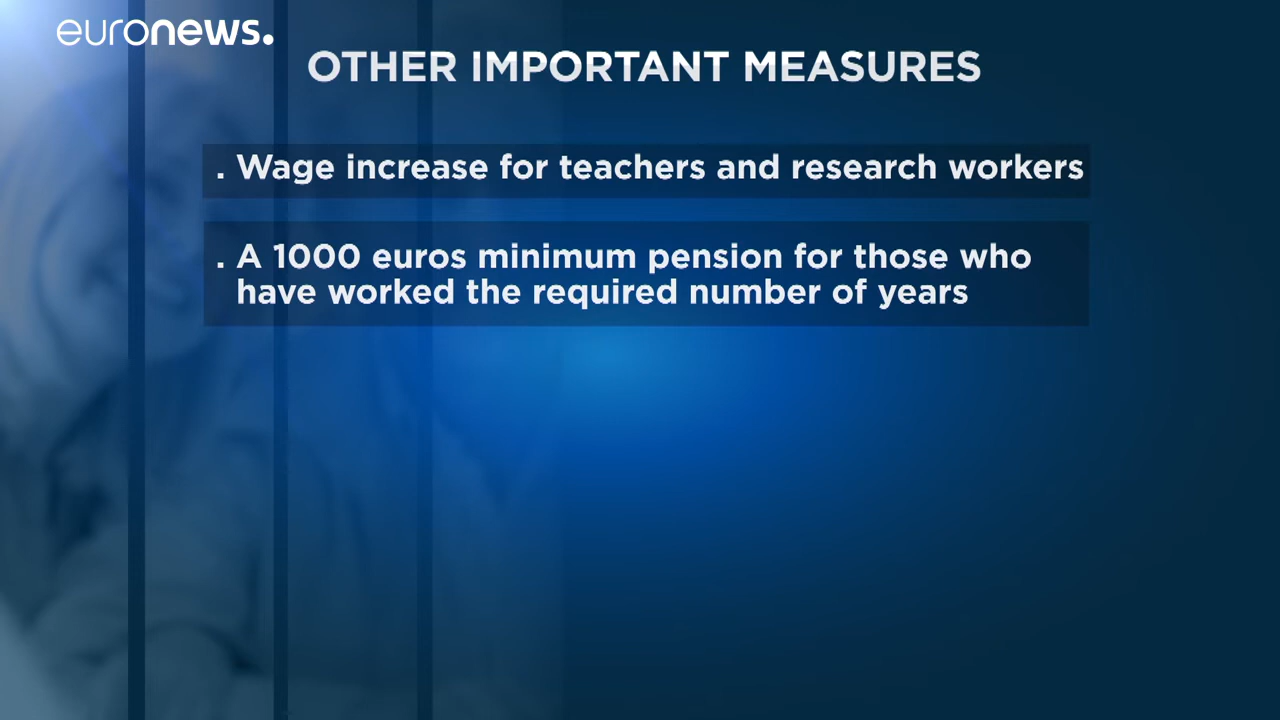 euronews.
OTHER IMPORTANT MEASURES
. Wage increase for teachers and research workers
. A 1000 euros minimum pension for those who
have worked the required number of years